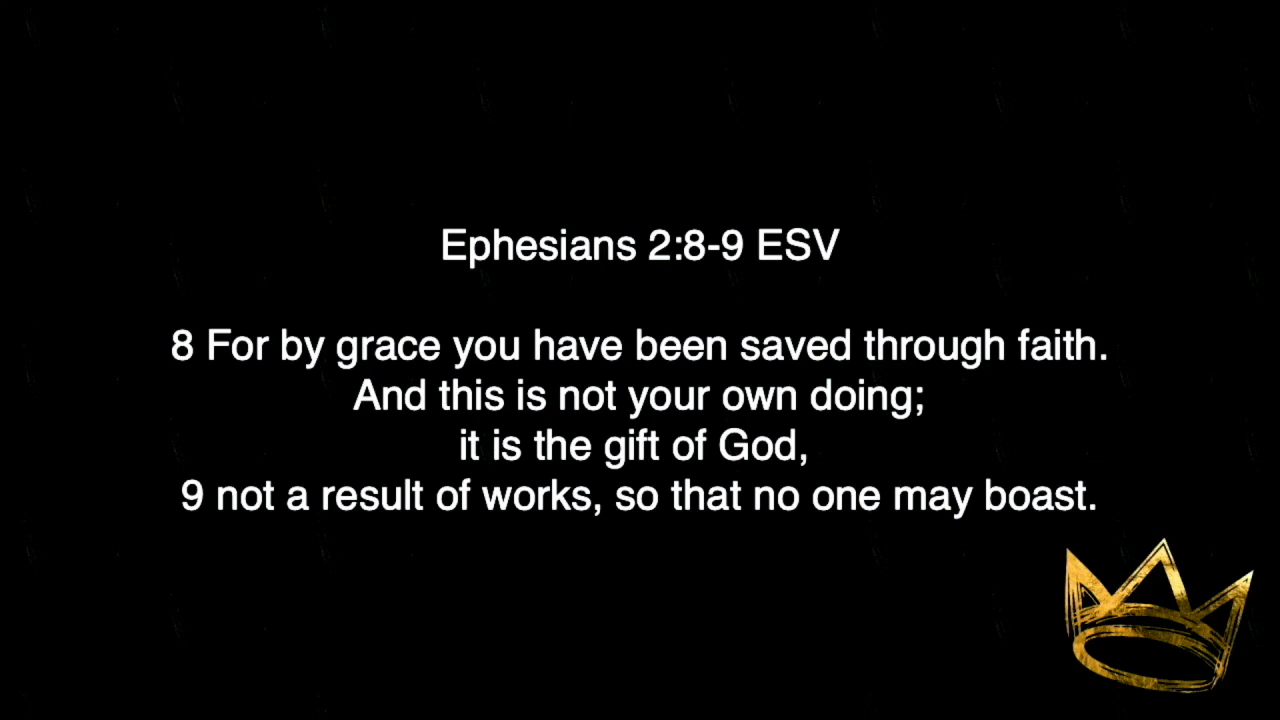 Ephesians 2:8-9 ESV
8 For by grace you have been saved through faith.
And this is not your own doing;
it is the gift of God,
9 not a result of works, so that no one may boast.